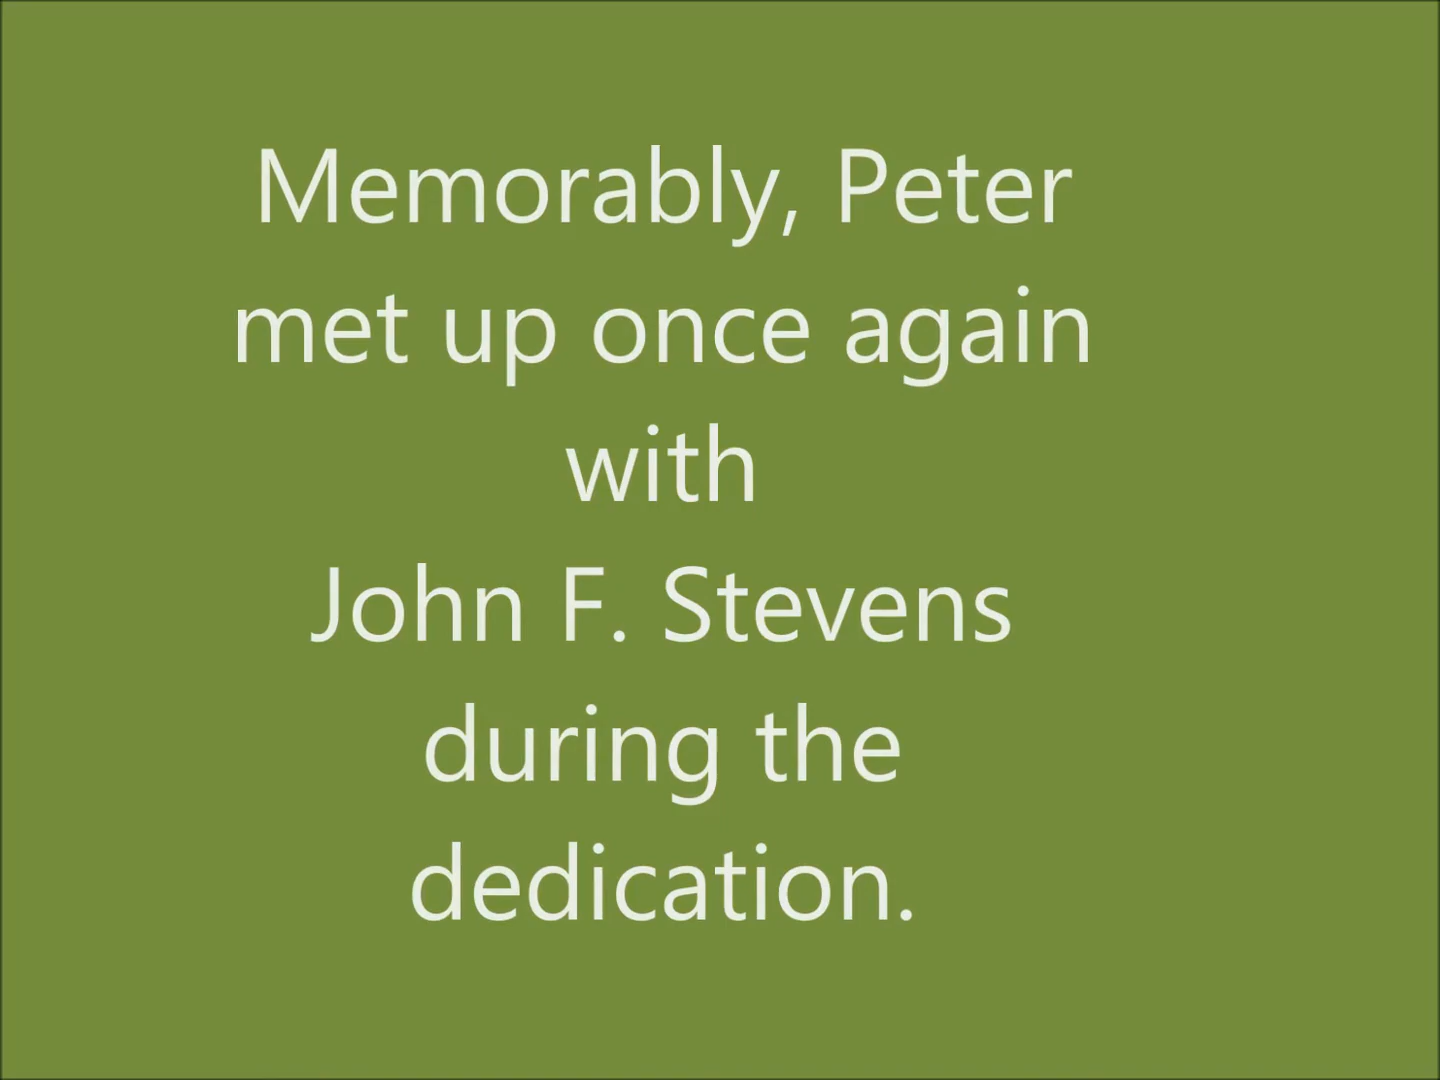 Memorably, Peter
met up once again
with
John F. Stevens
during the
dedication.